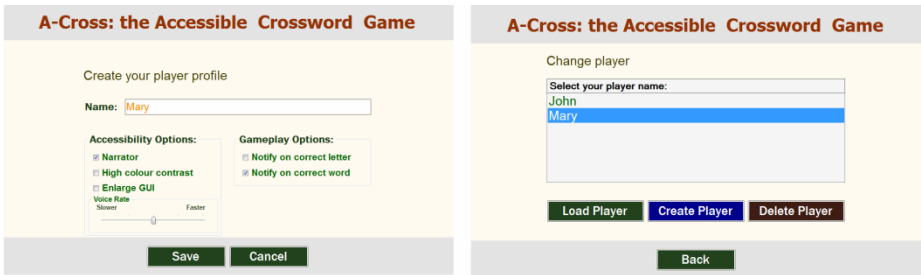 A-Cross: the Accessible Crossword Game
Create your player profile
Name: Mary
Accessibility Options:
Narrator
High colour contrast
Enlarge GUI
Voice Rate
Slower Faster
Gameplay Options:
Notify on correct letter
Notify on correct word
Save Cancel
A-Cross: the Accessible Crossword Game
Change player
Select your player name:
John
Mary
Load Player Create Player Delete Player
Back